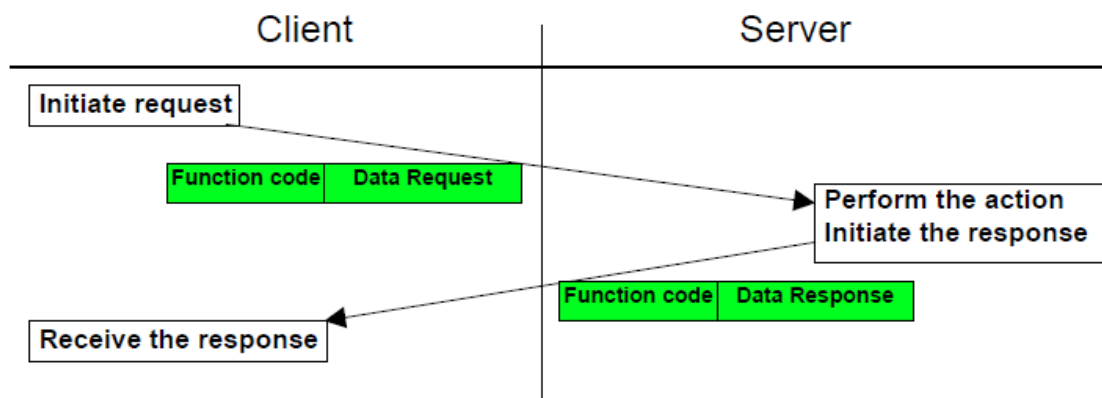 Client
Server
Initiate request
Function code
Data Request
Perform the action
Initiate the response
Function code
Data Response
Receive the response